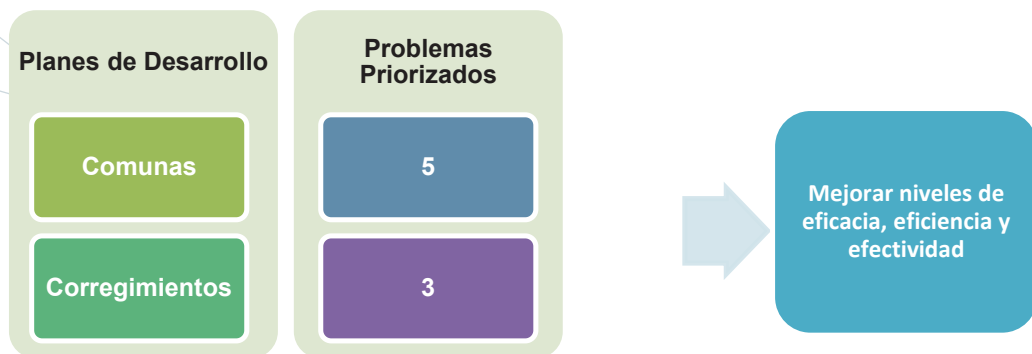 Planes de Desarrollo
Comunas
Corregimientos
Problemas
Priorizados
5
3
Mejorar niveles de
eficacia, eficiencia y
efectividad